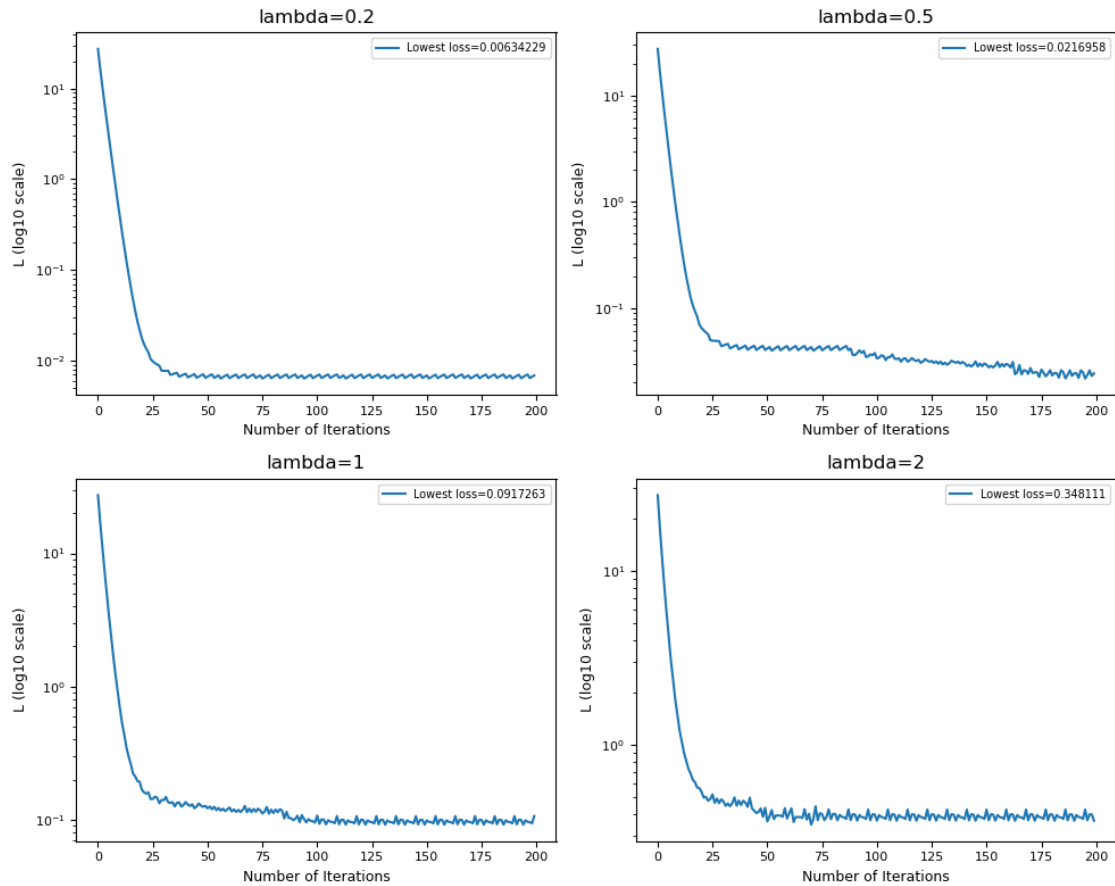 lambda=0.2
Lowest loss=0.00634229
10¹
10⁰
10⁻¹
10⁻²
L (log10 scale)
0 25 50 75 100 125 150 175 200
Number of Iterations
lambda=0.5
Lowest loss=0.0216958
10¹
10⁰
10⁻¹
L (log10 scale)
0 25 50 75 100 125 150 175 200
Number of Iterations
lambda=1
Lowest loss=0.0917263
10¹
10⁰
10⁻¹
L (log10 scale)
0 25 50 75 100 125 150 175 200
Number of Iterations
lambda=2
Lowest loss=0.348111
10¹
10⁰
L (log10 scale)
0 25 50 75 100 125 150 175 200
Number of Iterations